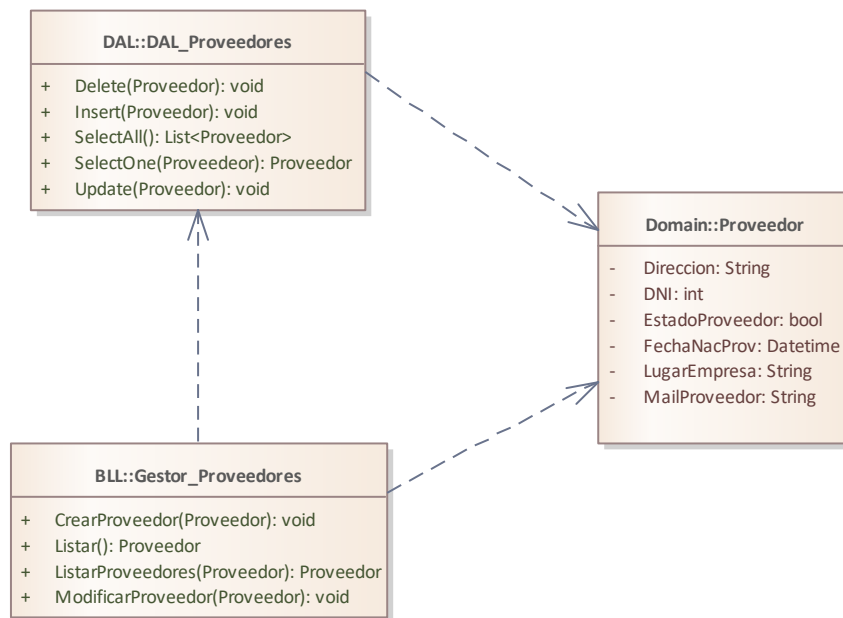 DAL::DAL_Proveedores
+ Delete(Proveedor): void
+ Insert(Proveedor): void
+ SelectAll(): List<Proveedor>
+ SelectOne(Proveedeor): Proveedor
+ Update(Proveedor): void
Domain::Proveedor
- Direccion: String
- DNI: int
- EstadoProveedor: bool
- FechaNacProv: Datetime
- LugarEmpresa: String
- MailProveedor: String
BLL::Gestor_Proveedores
+ CrearProveedor(Proveedor): void
+ Listar(): Proveedor
+ ListarProveedores(Proveedor): Proveedor
+ ModificarProveedor(Proveedor): void